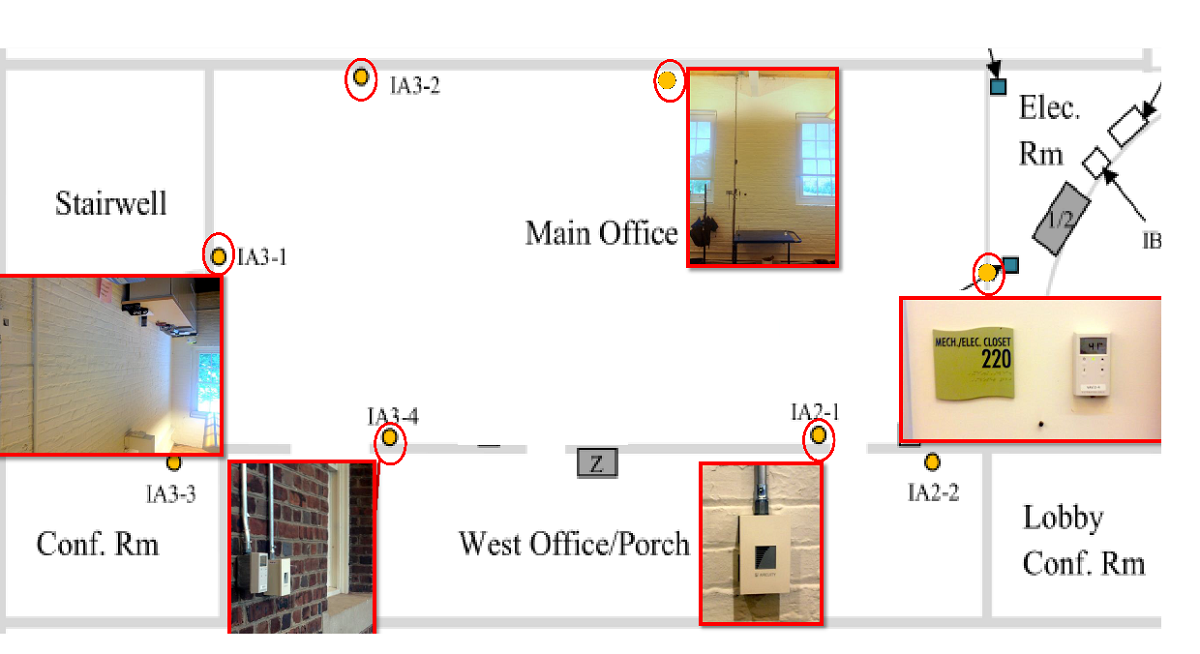 IA3-2
Elec.
Rm
Stairwell
Main Office
1/2
IB
IA3-1
MECH./ELEC. CLOSET
220
IA3-4
IA2-1
Z
IA3-3
IA2-2
Conf. Rm
West Office/Porch
Lobby
Conf. Rm